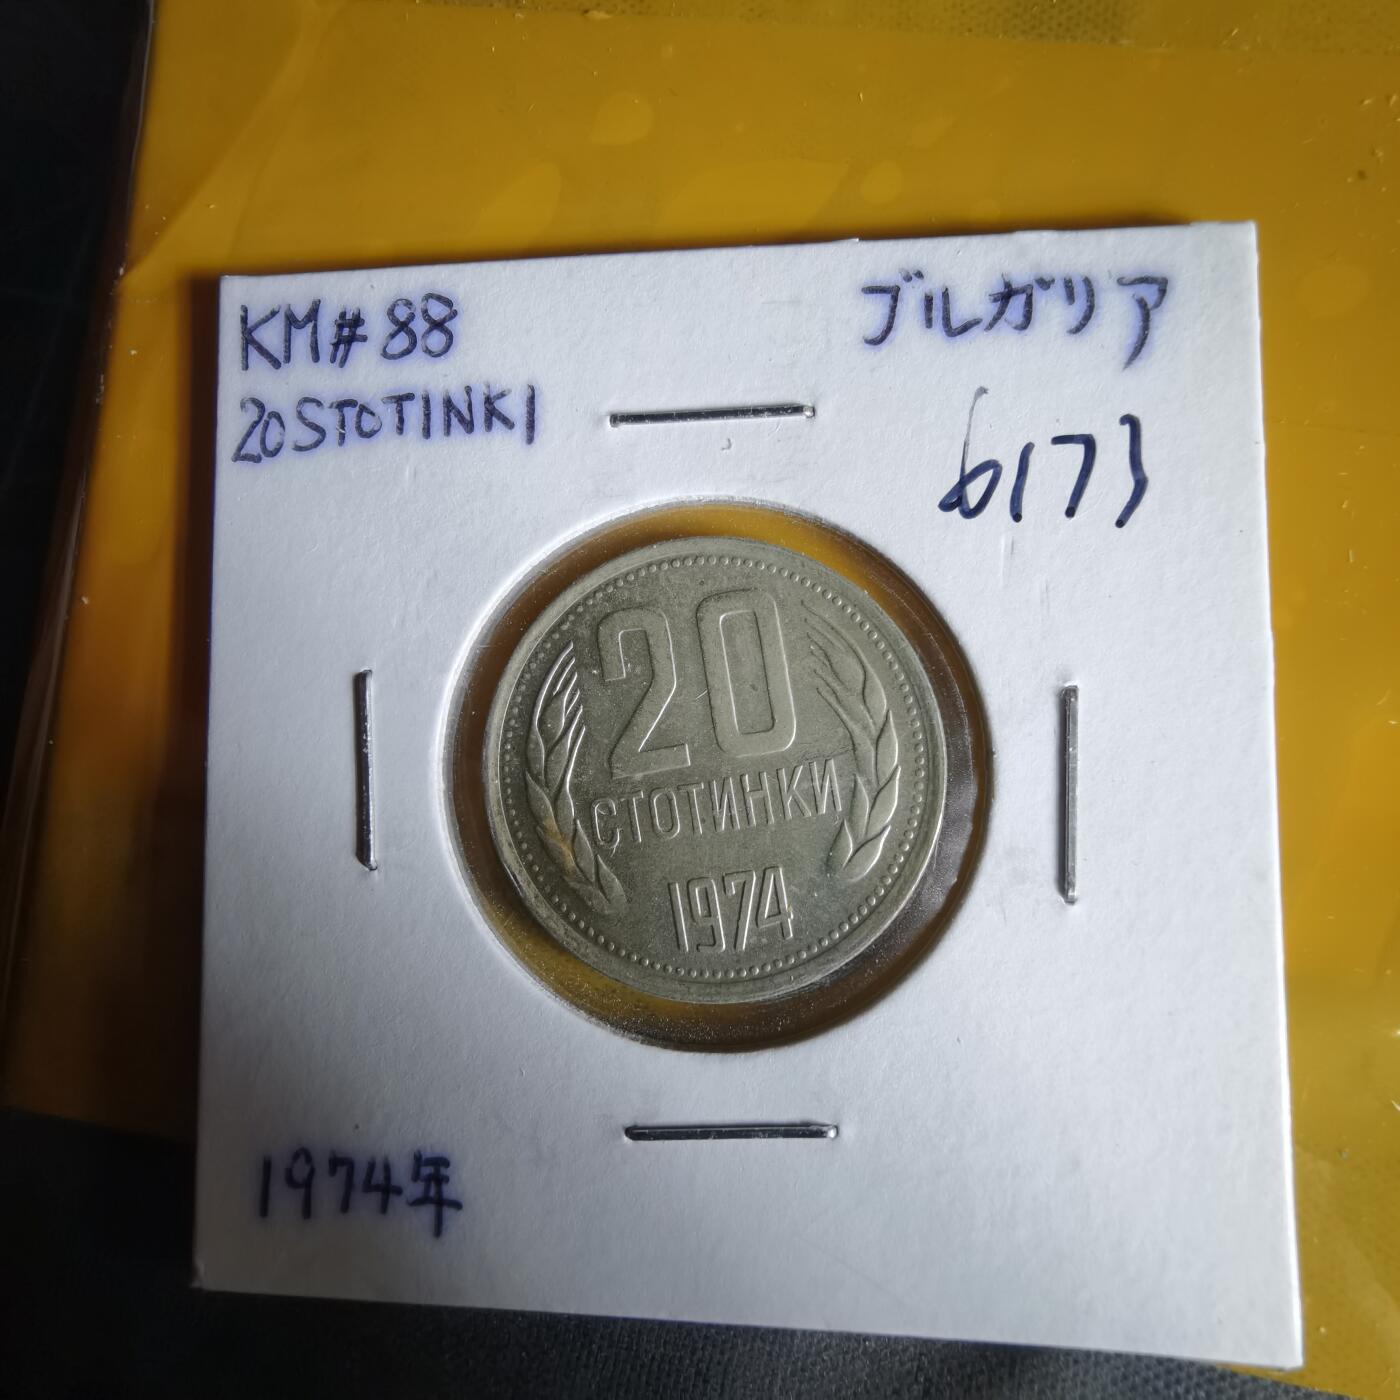 KM#88
ブルガリア
20STOTINKI
6173
20
СТОТИНКИ
1974
1974年